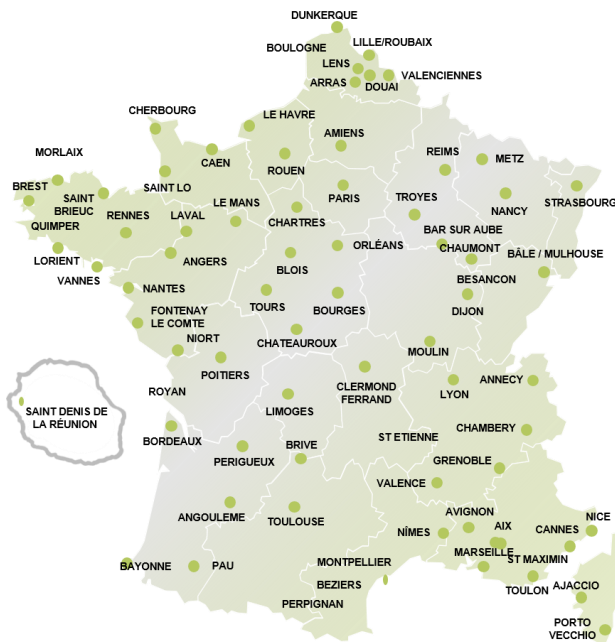 DUNKERQUE
LILLE/ROUBAIX
BOULOGNE
LENS
VALENCIENNES
ARRAS
DOUAI
CHERBOURG
LE HAVRE
AMIENS
CAEN
ROUEN
REIMS
METZ
MORLAIX
SAINT LO
PARIS
BREST
SAINT
BRIEUC
LE MANS
TROYES
NANCY
STRASBOURG
QUIMPER
RENNES
LAVAL
CHARTRES
BAR SUR AUBE
LORIENT
ANGERS
ORLÉANS
CHAUMONT
BÂLE / MULHOUSE
VANNES
BLOIS
BESANCON
NANTES
TOURS
BOURGES
DIJON
FONTENAY
LE COMTE
NIORT
CHATEAUROUX
MOULIN
POITIERS
ROYAN
CLERMOND
FERRAND
LYON
ANNECY
SAINT DENIS DE
LA RÉUNION
LIMOGES
BORDEAUX
BRIVE
ST ETIENNE
CHAMBERY
PERIGUEUX
GRENOBLE
VALENCE
ANGOULEME
TOULOUSE
AVIGNON
NÎMES
AIX
CANNES
NICE
BAYONNE
PAU
MONTPELLIER
MARSEILLE
ST MAXIMIN
BEZIERS
TOULON
AJACCIO
PERPIGNAN
PORTO
VECCHIO